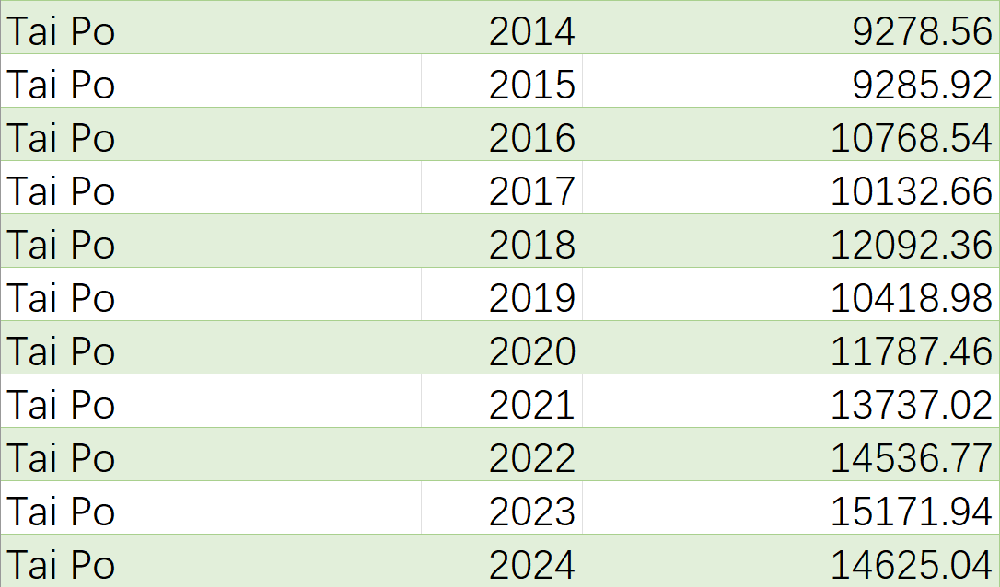 Tai Po 2014 9278.56
Tai Po 2015 9285.92
Tai Po 2016 10768.54
Tai Po 2017 10132.66
Tai Po 2018 12092.36
Tai Po 2019 10418.98
Tai Po 2020 11787.46
Tai Po 2021 13737.02
Tai Po 2022 14536.77
Tai Po 2023 15171.94
Tai Po 2024 14625.04